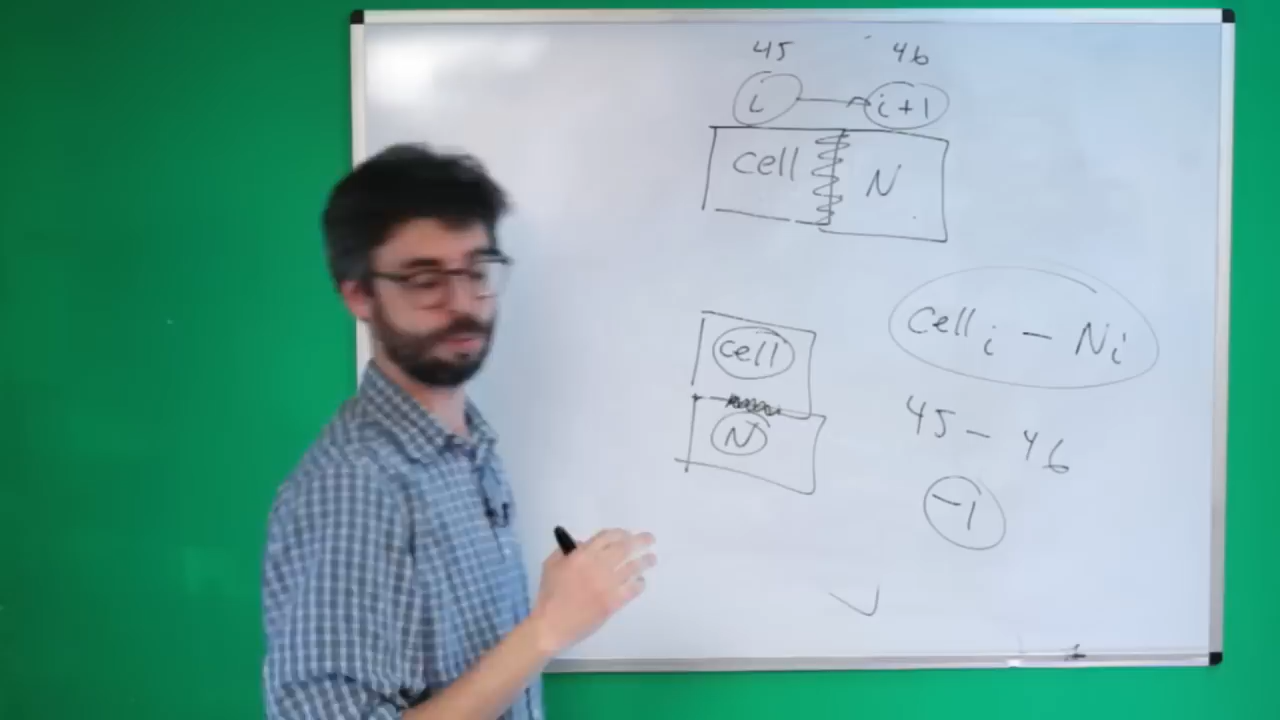 45 46
i i+1
cell N
cell i - N i
cell
N
45 - 46
-1